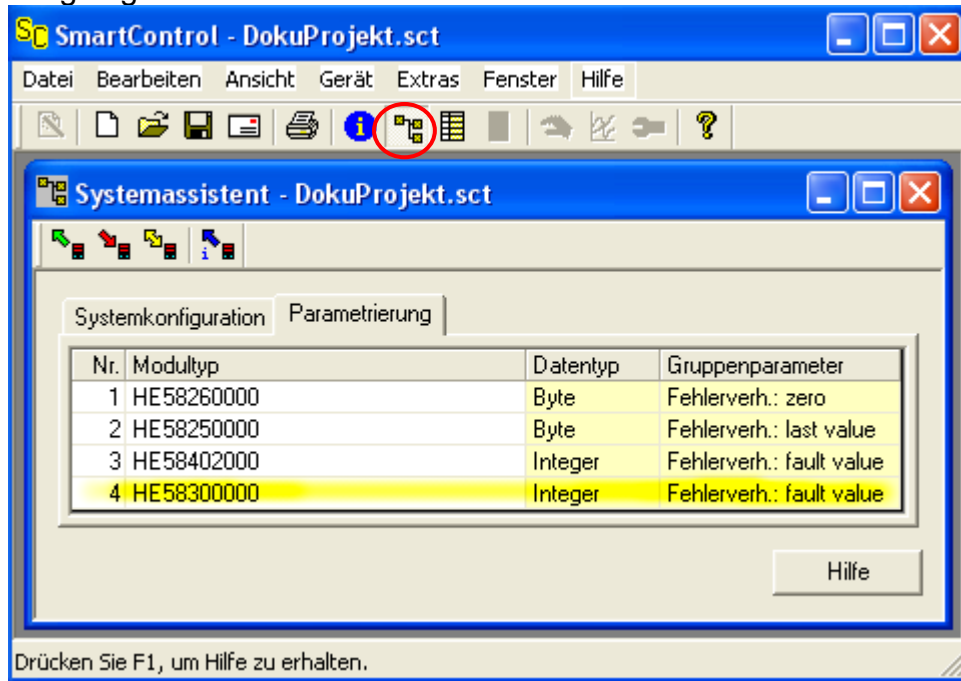 SC SmartControl - DokuProjekt.sct
Datei Bearbeiten Ansicht Gerät Extras Fenster Hilfe
i ?
Systemassistent - DokuProjekt.sct
i
Systemkonfiguration Parametrierung
Nr. Modultyp Datentyp Gruppenparameter
1 HE58260000 Byte Fehlerverh.: zero
2 HE58250000 Byte Fehlerverh.: last value
3 HE58402000 Integer Fehlerverh.: fault value
4 HE58300000 Integer Fehlerverh.: fault value
Hilfe
Drücken Sie F1, um Hilfe zu erhalten.